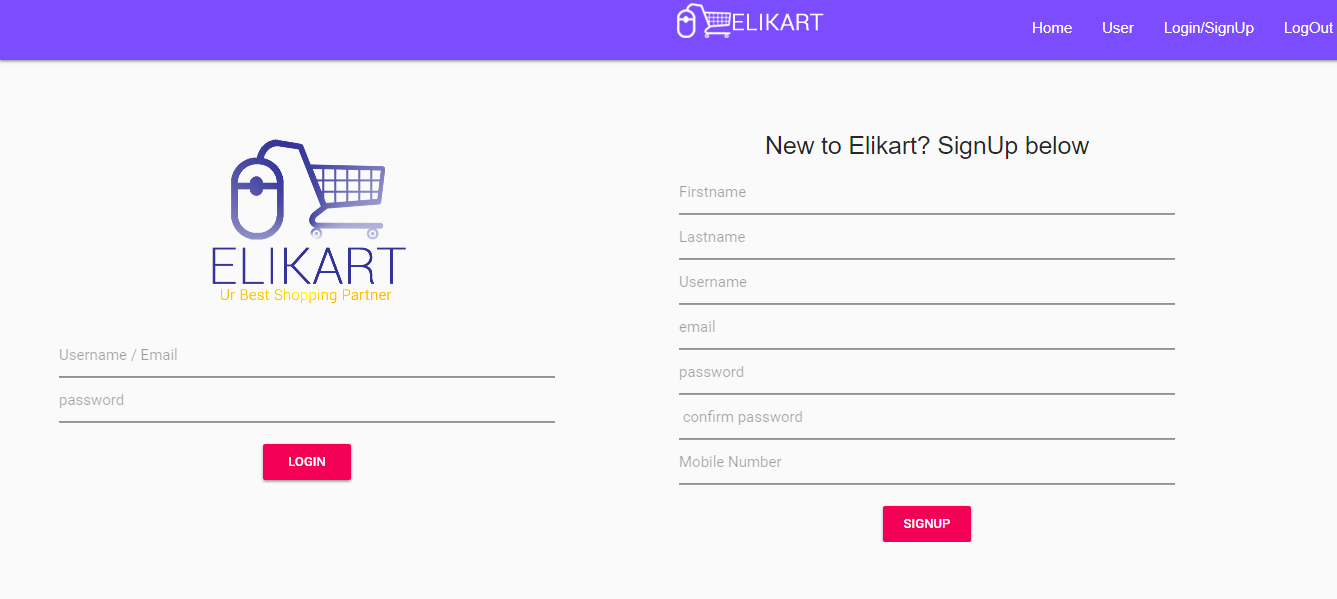 ELIKART
Home User Login/SignUp LogOut
ELIKART
Ur Best Shopping Partner
Username / Email
password
LOGIN
New to Elikart? SignUp below
Firstname
Lastname
Username
email
password
confirm password
Mobile Number
SIGNUP